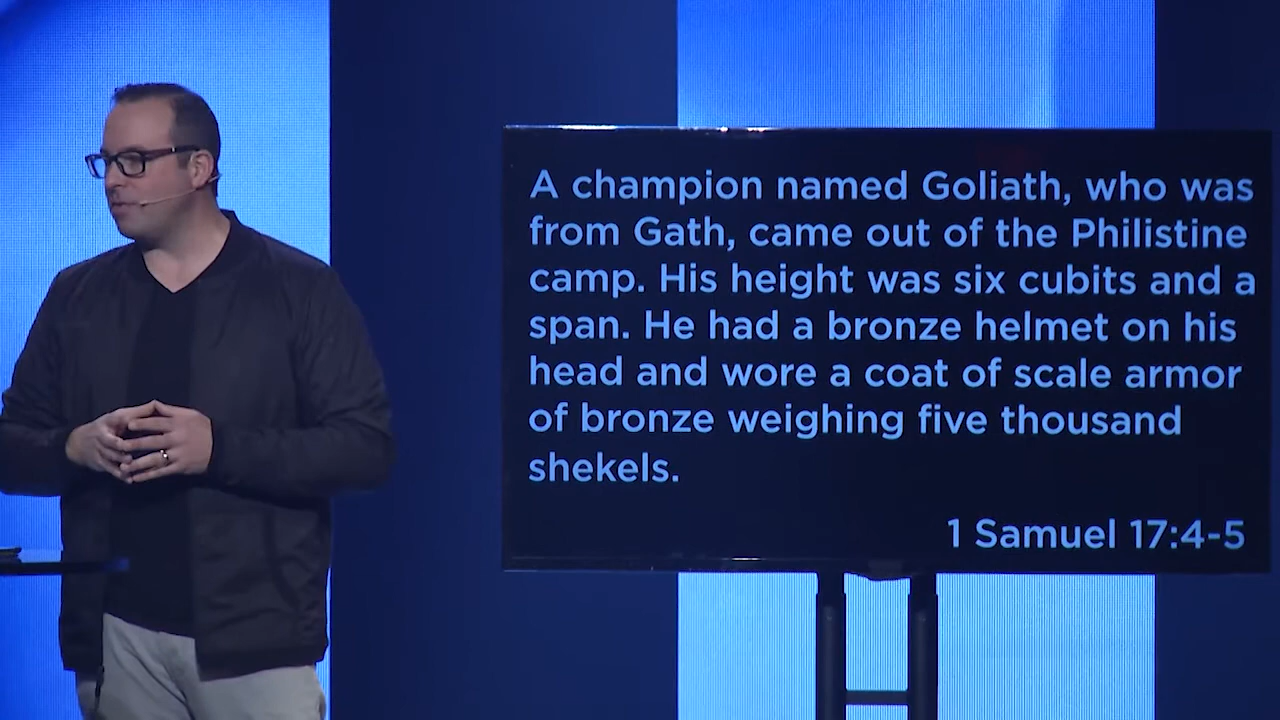 A champion named Goliath, who was
from Gath, came out of the Philistine
camp. His height was six cubits and a
span. He had a bronze helmet on his
head and wore a coat of scale armor
of bronze weighing five thousand
shekels.
1 Samuel 17:4-5